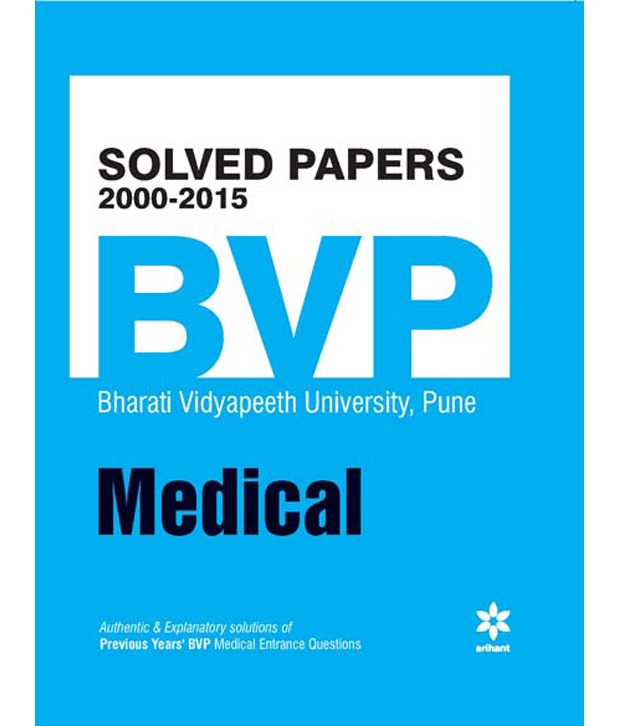 SOLVED PAPERS
2000-2015
BVP
Bharati Vidyapeeth University, Pune
Medical
Authentic & Explanatory solutions of
Previous Years' BVP Medical Entrance Questions
arihant